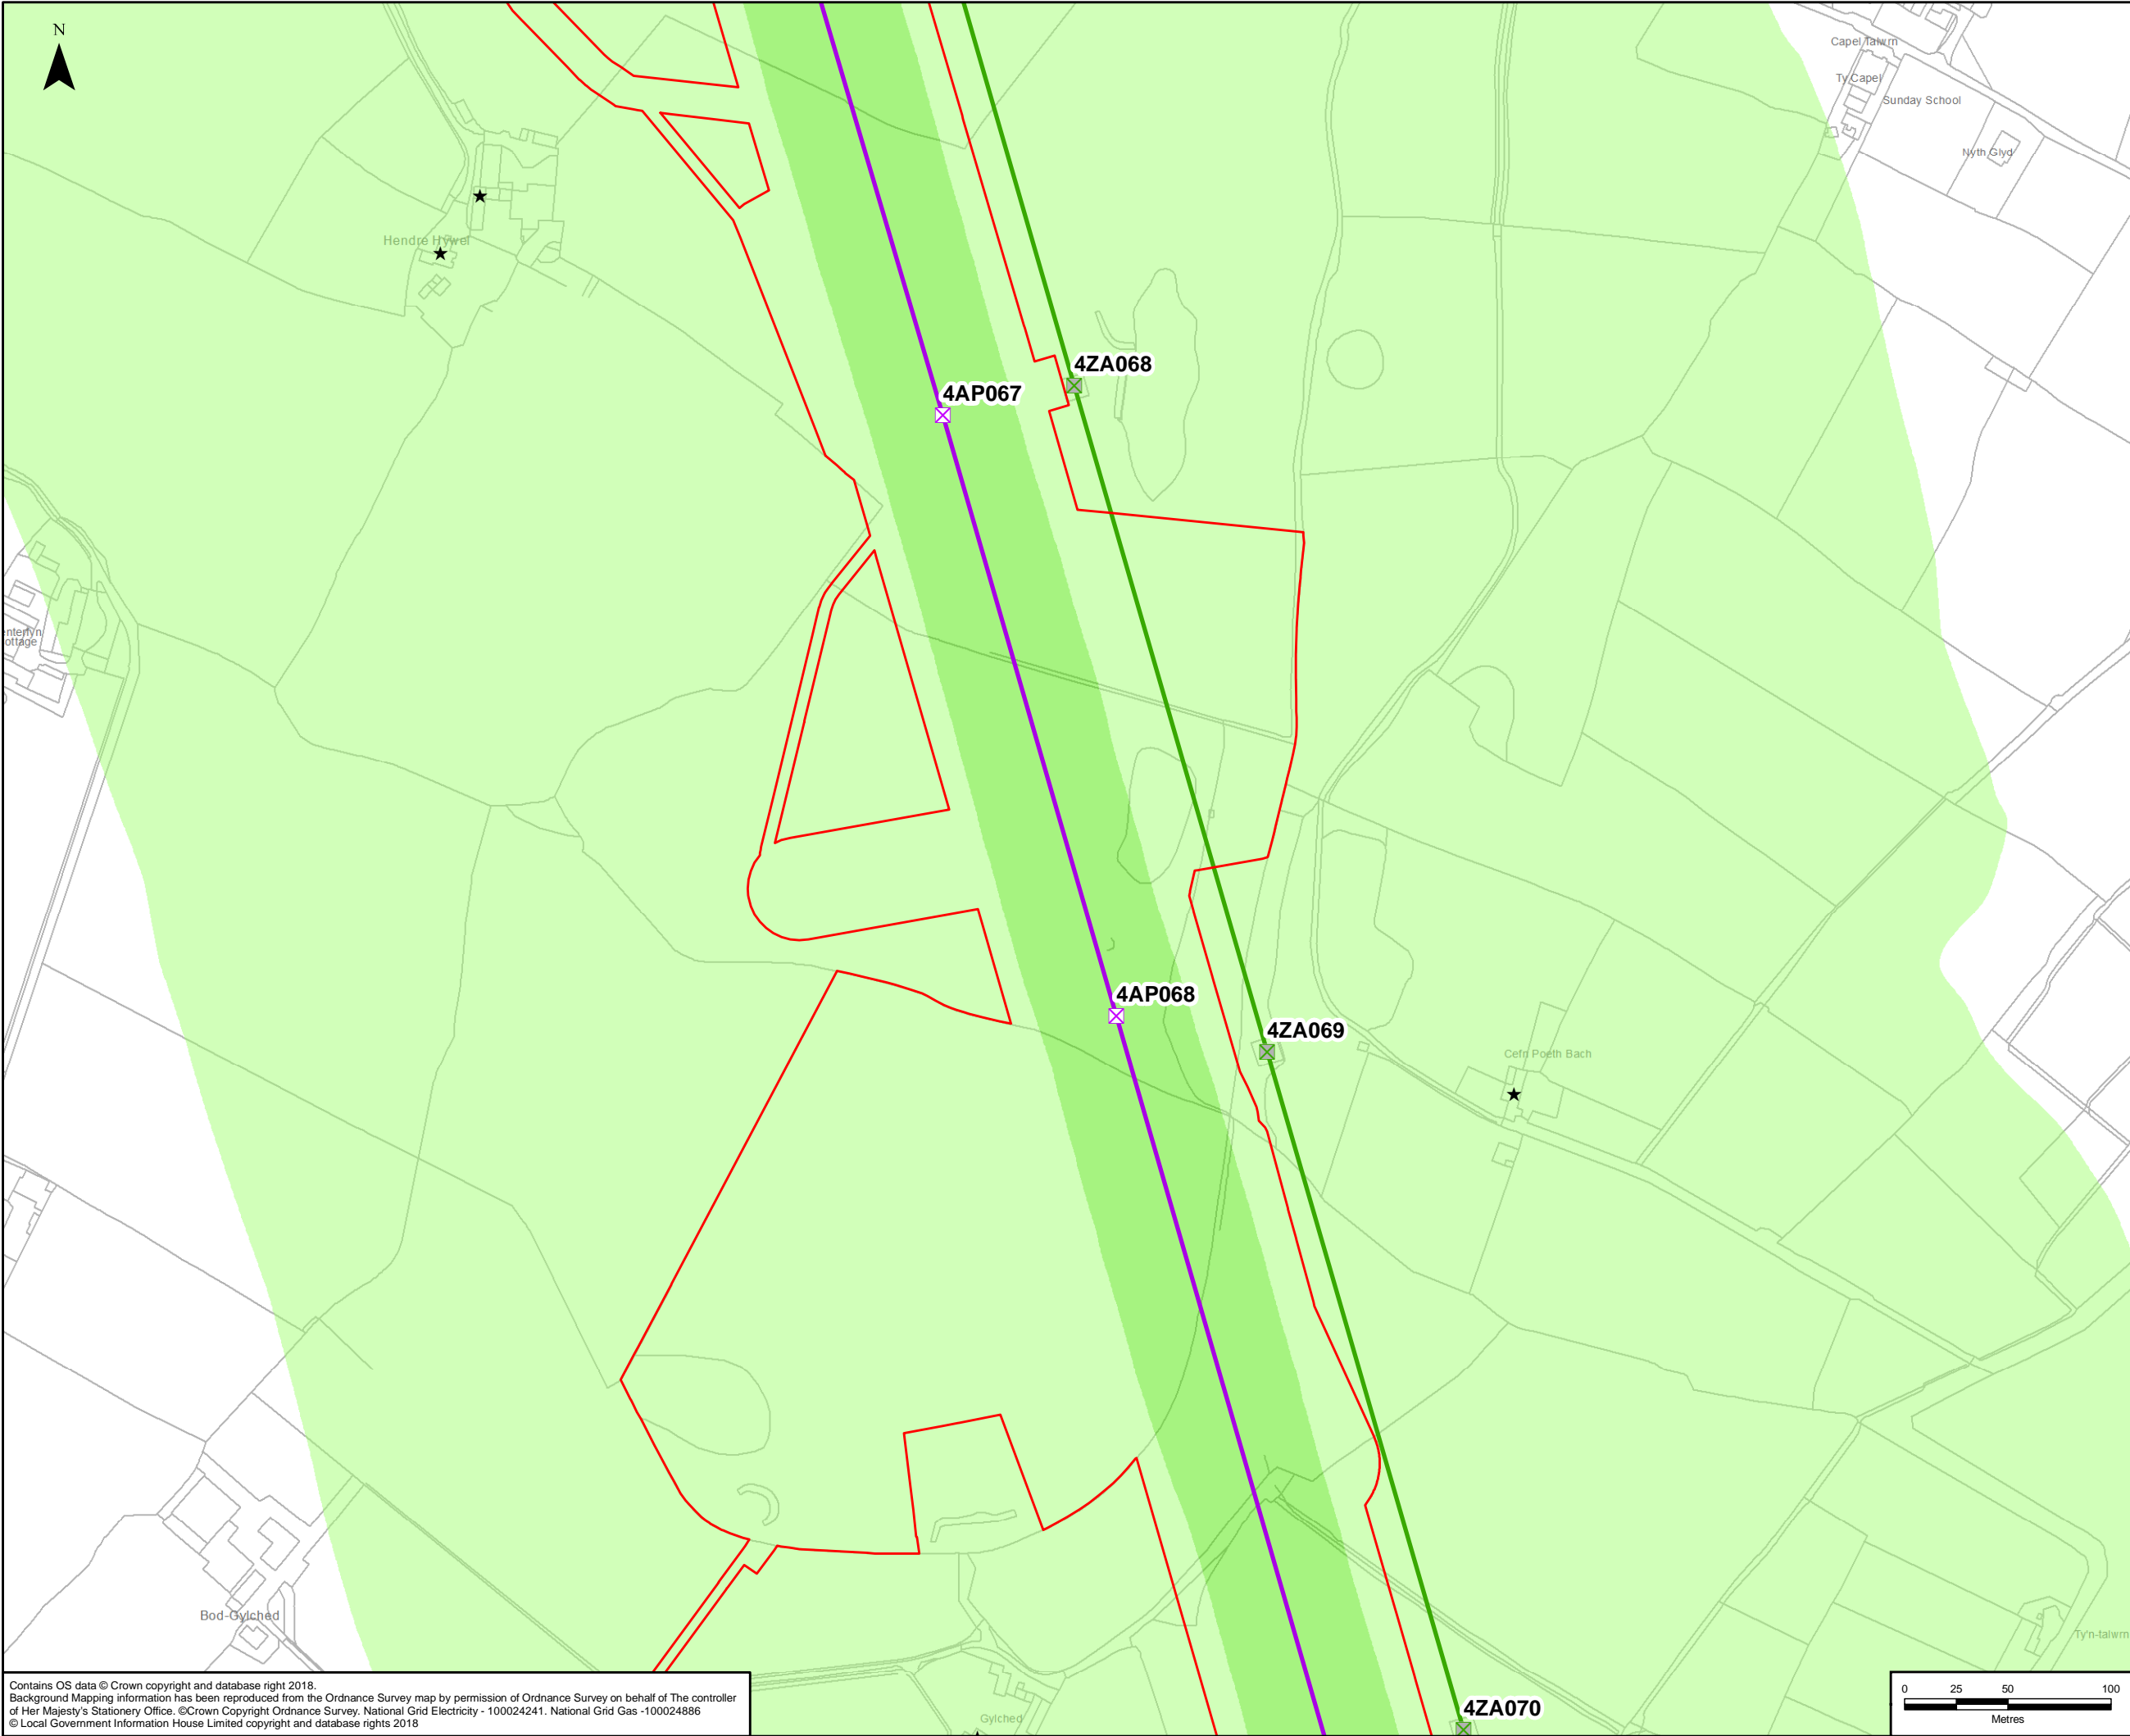 N
Capel Talwrn
Ty Capel
Sunday School
Nyth Glyd
Hendre Hywel
4ZA068
4AP067
enterfyn
ottage
4AP068
4ZA069
Cefn Poeth Bach
Bod-Gylched
Ty'n-talwrn
Gylched
4ZA070
Contains OS data © Crown copyright and database right 2018.
Background Mapping information has been reproduced from the Ordnance Survey map by permission of Ordnance Survey on behalf of The controller
of Her Majesty's Stationery Office. ©Crown Copyright Ordnance Survey. National Grid Electricity - 100024241. National Grid Gas -100024886
© Local Government Information House Limited copyright and database rights 2018
0 25 50 100
Metres